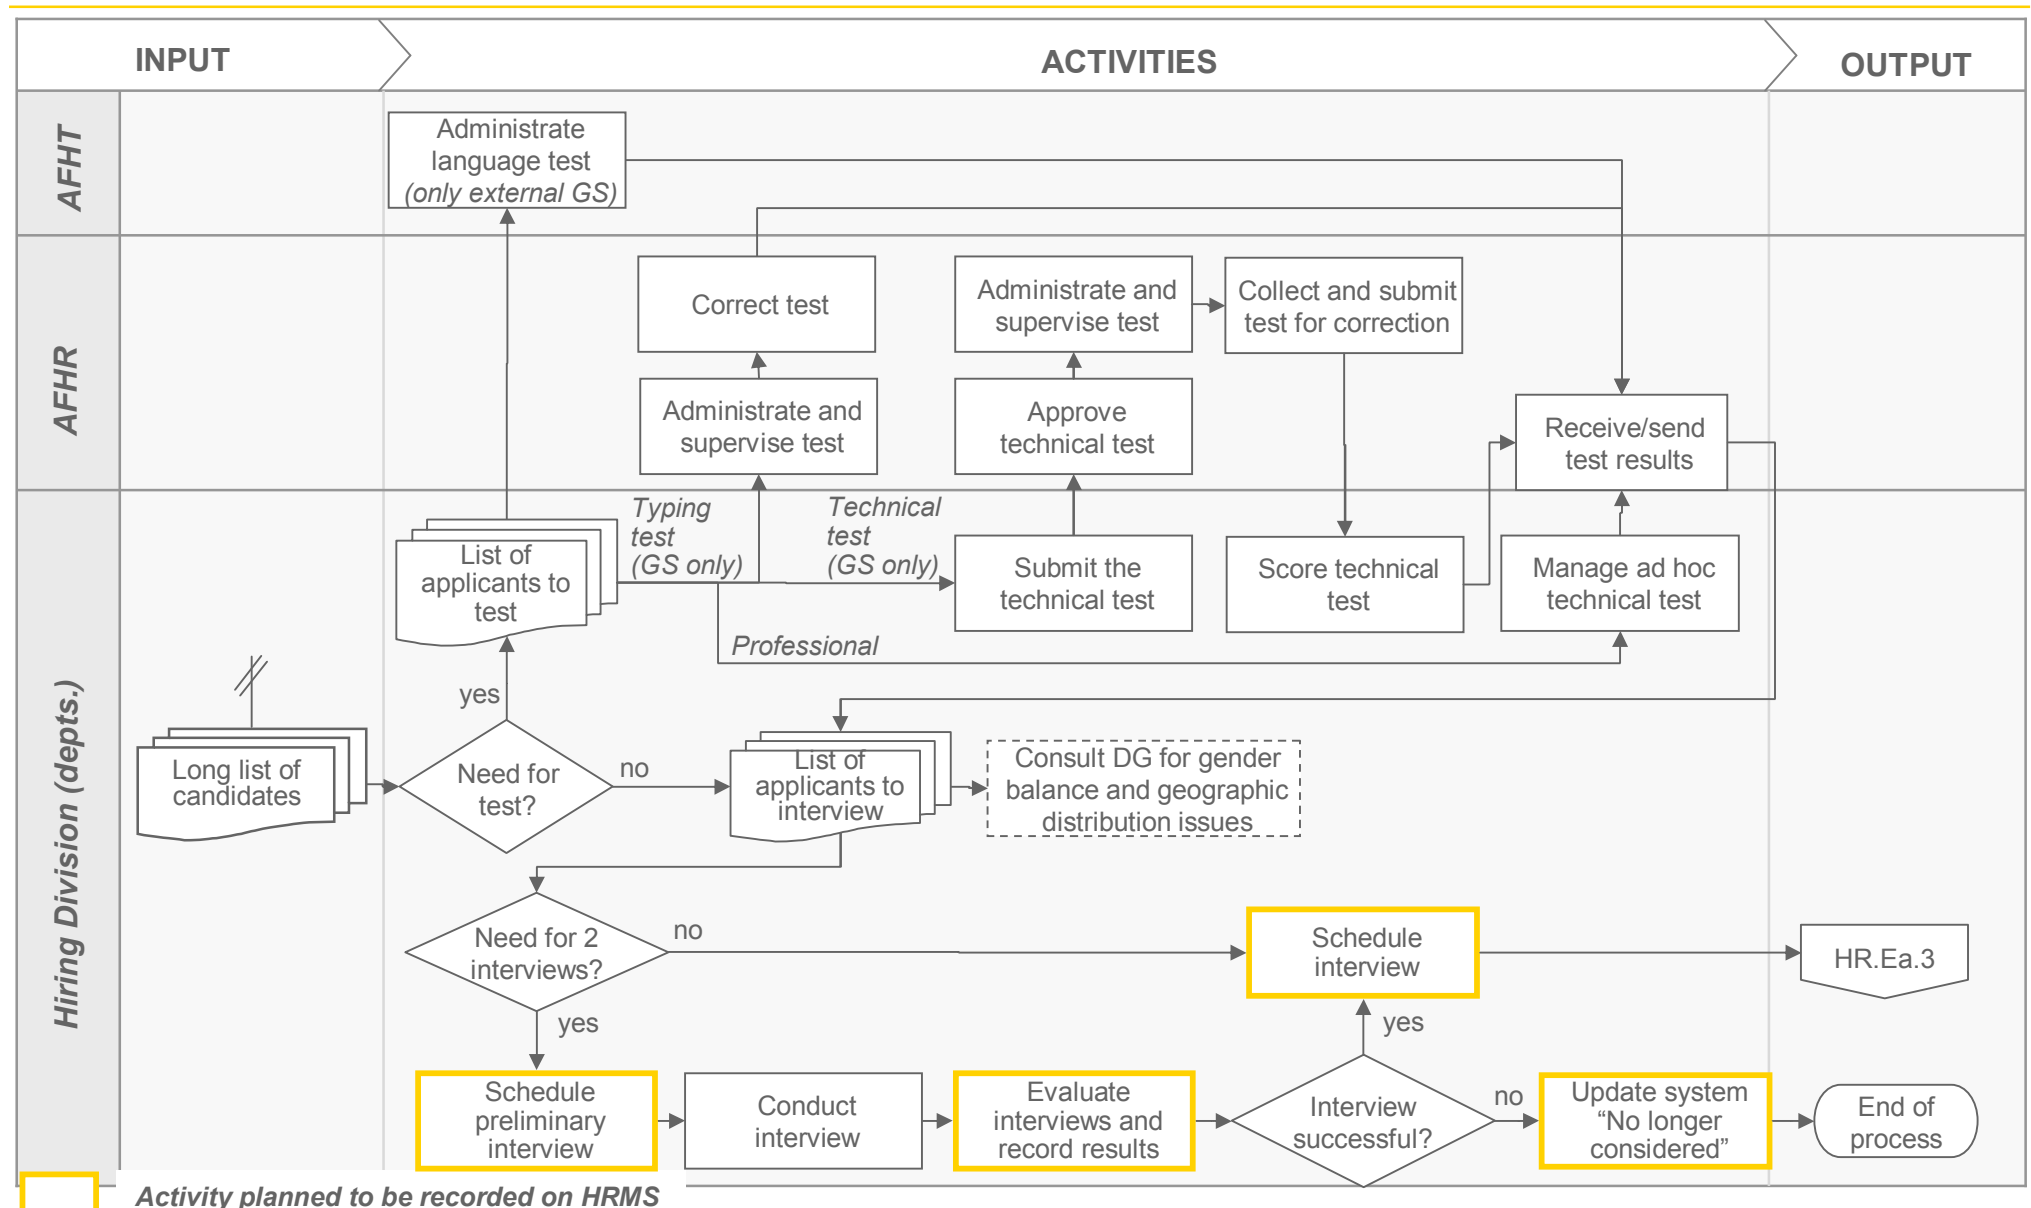 INPUT
ACTIVITIES
OUTPUT
AFHT
Administrate
language test
(only external GS)
AFHR
Correct test
Administrate and
supervise test
Collect and submit
test for correction
Administrate and
supervise test
Approve
technical test
Receive/send
test results
Hiring Division (depts.)
List of
applicants to
test
Typing
test
(GS only)
Technical
test
(GS only)
Submit the
technical test
Score technical
test
Manage ad hoc
technical test
Professional
yes
Long list of
candidates
Need for
test?
no
List of
applicants to
interview
Consult DG for gender
balance and geographic
distribution issues
Need for 2
interviews?
no
Schedule
interview
HR.Ea.3
yes
yes
Schedule
preliminary
interview
Conduct
interview
Evaluate
interviews and
record results
Interview
successful?
no
Update system
“No longer
considered”
End of
process
Activity planned to be recorded on HRMS